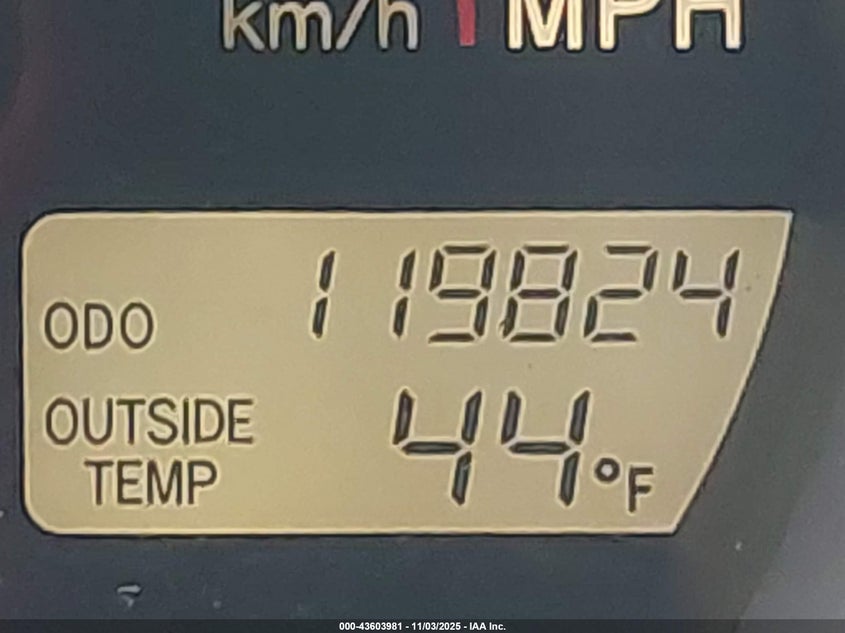 km/h MPH
ODO 119824
OUTSIDE
TEMP 44°F
000-43603981 - 11/03/2025 - IAA Inc.